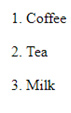 1. Coffee
2. Tea
3. Milk